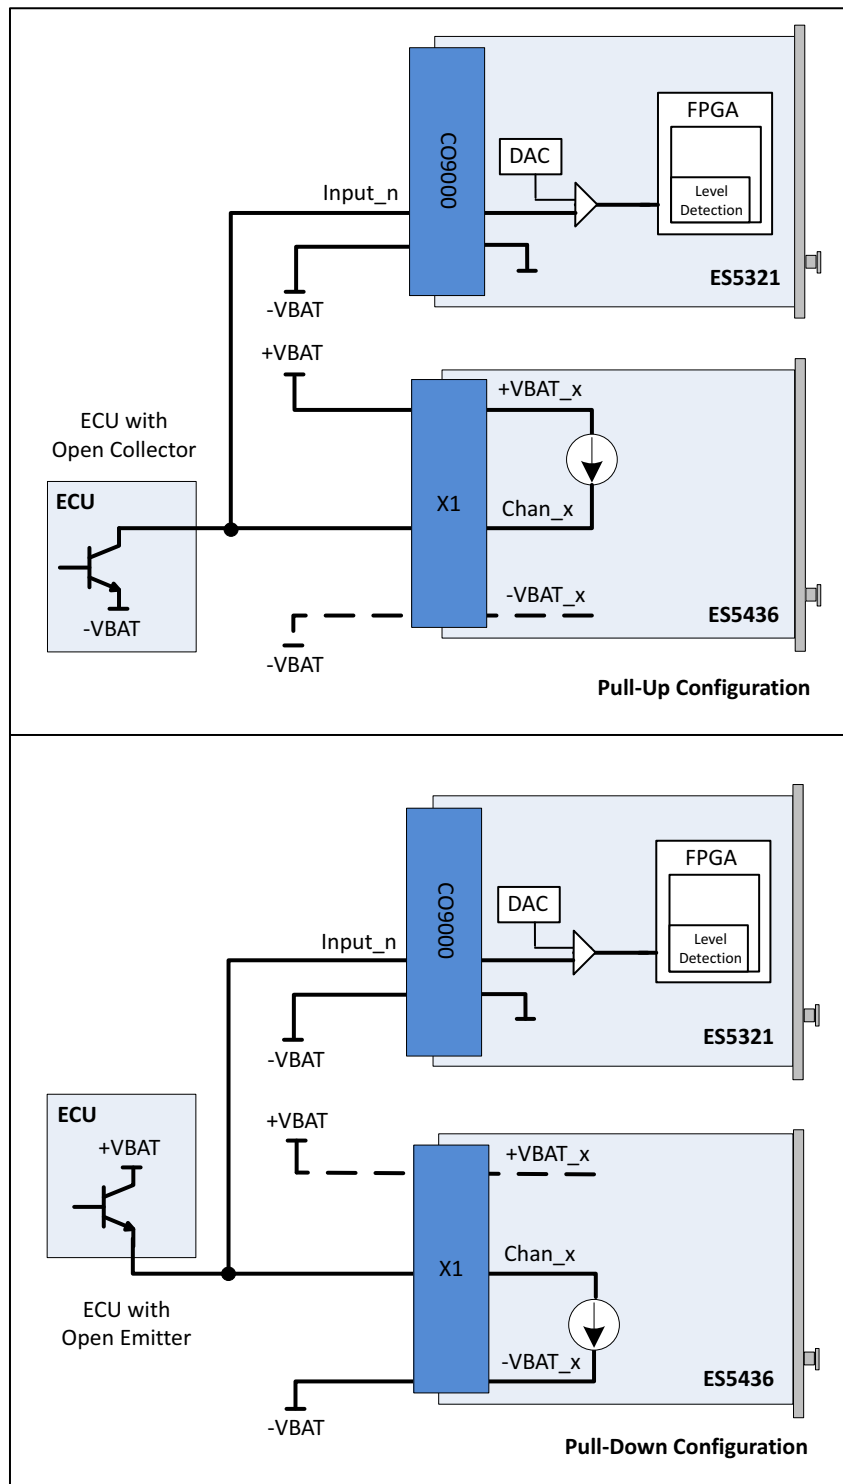 FPGA
DAC
CO9000
Level
Detection
Input_n
ES5321
-VBAT
+VBAT
+VBAT_x
ECU with
Open Collector
ECU
X1
Chan_x
-VBAT
-VBAT_x
ES5436
-VBAT
Pull-Up Configuration
FPGA
DAC
CO9000
Level
Detection
Input_n
ES5321
-VBAT
ECU
+VBAT
+VBAT
+VBAT_x
Chan_x
X1
ECU with
Open Emitter
-VBAT_x
ES5436
-VBAT
Pull-Down Configuration